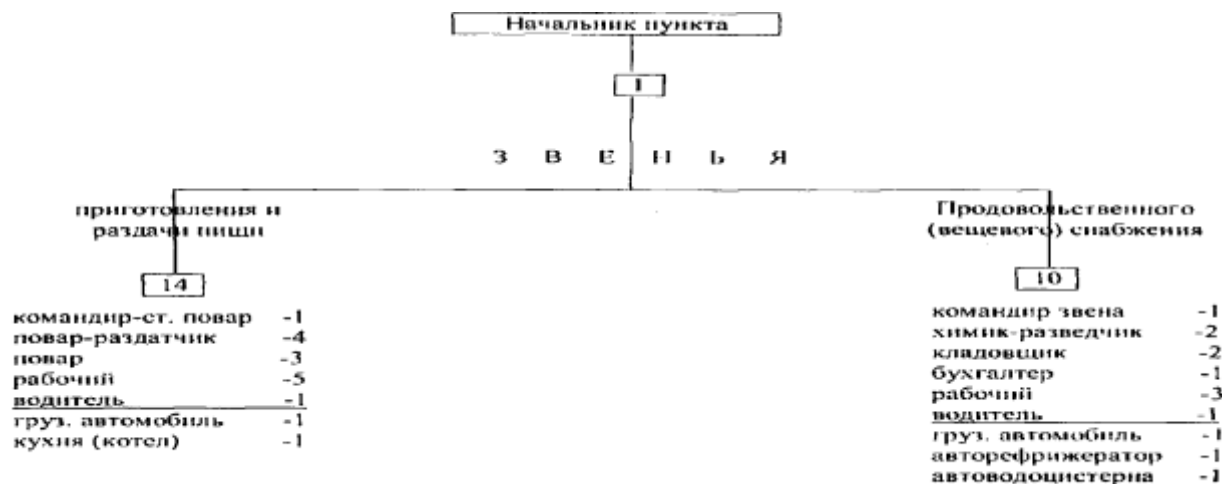 Начальник пункта
1
З В Е Н Ь Я
приготовления и
раздачи пищи
14
командир-ст. повар -1
повар-раздатчик -4
повар -3
рабочий -5
водитель -1
груз. автомобиль -1
кухня (котел) -1
Продовольственного
(вещевого) снабжения
10
командир звена -1
химик-разведчик -2
кладовщик -2
бухгалтер -1
рабочий -3
водитель -1
груз. автомобиль -1
авторефрижератор -1
автоводоцистерна -1